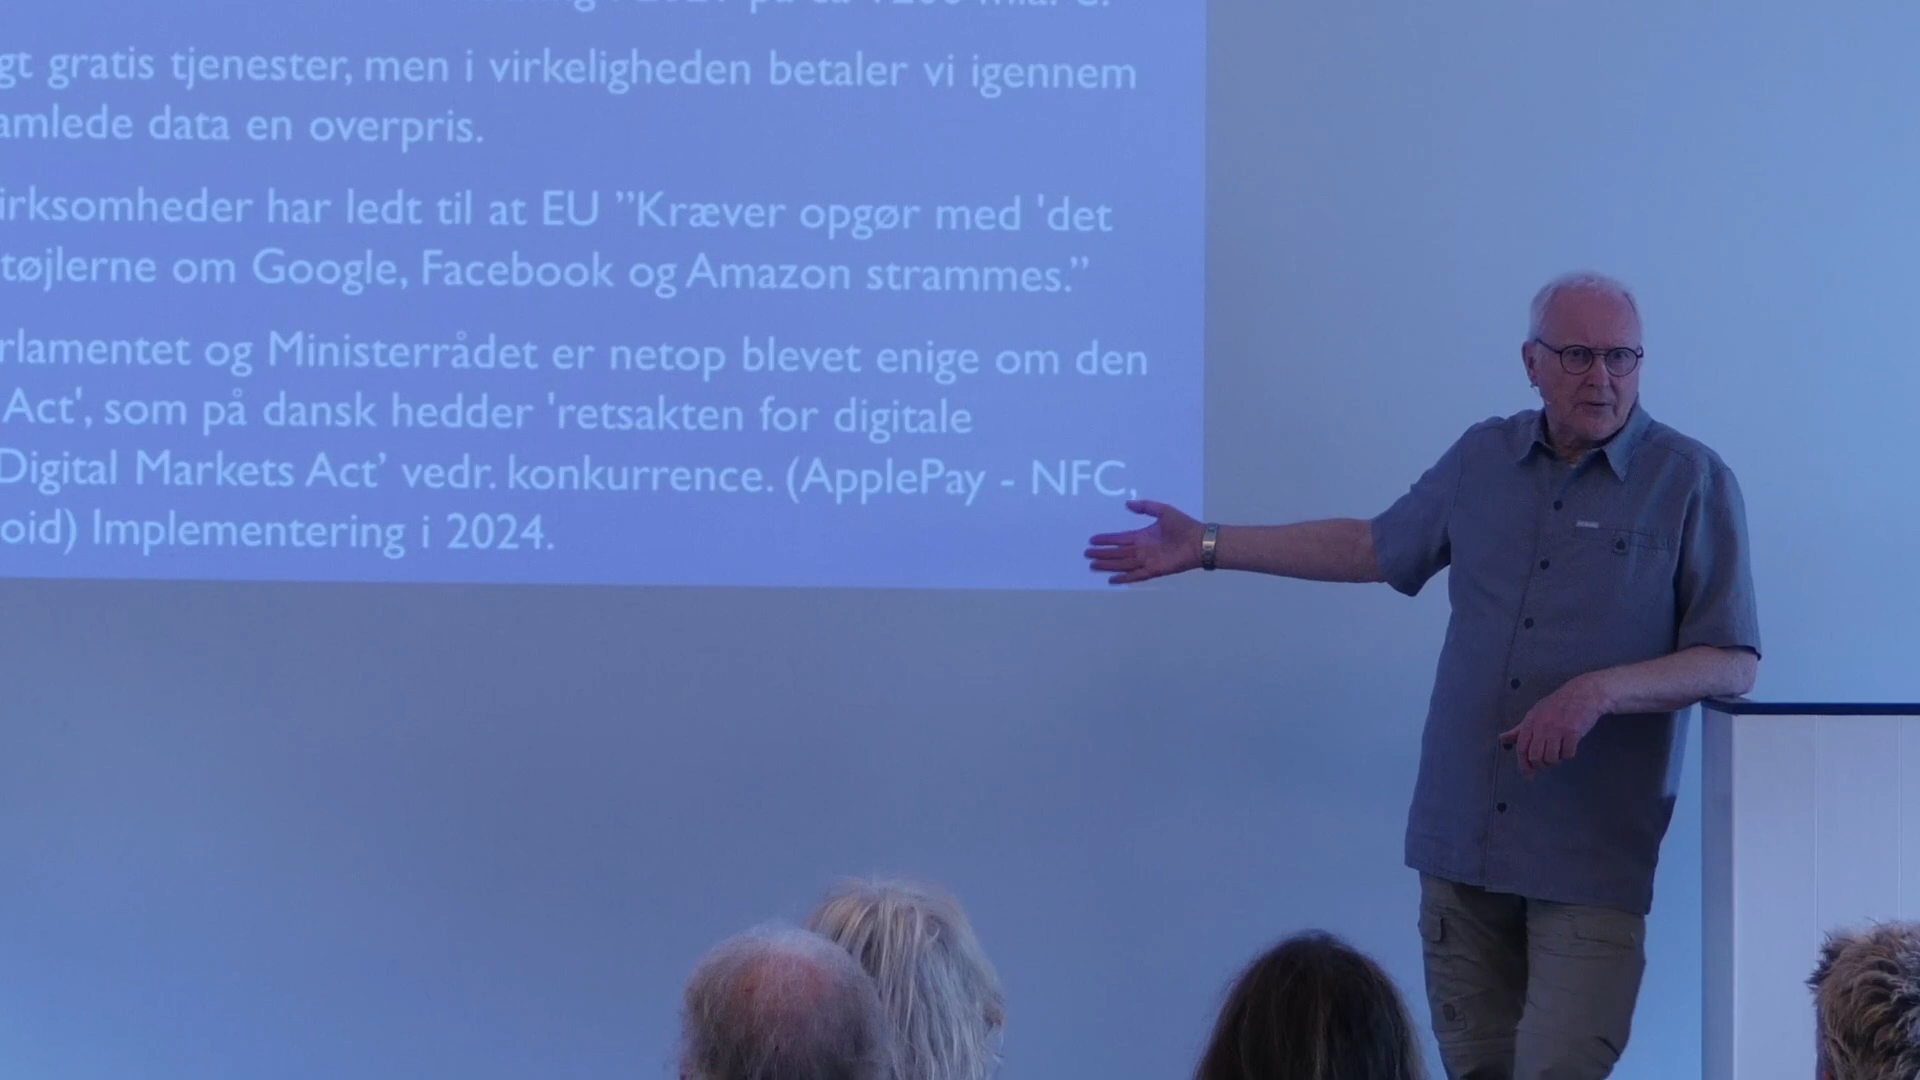 gt gratis tjenester, men i virkeligheden betaler vi igennem
amlede data en overpris.
irksomheder har ledt til at EU ”Kræver opgør med 'det
tøjlerne om Google, Facebook og Amazon strammes.”
rlamentet og Ministerrådet er netop blevet enige om den
Act', som på dansk hedder 'retsakten for digitale
Digital Markets Act’ vedr. konkurrence. (ApplePay - NFC,
oid) Implementering i 2024.